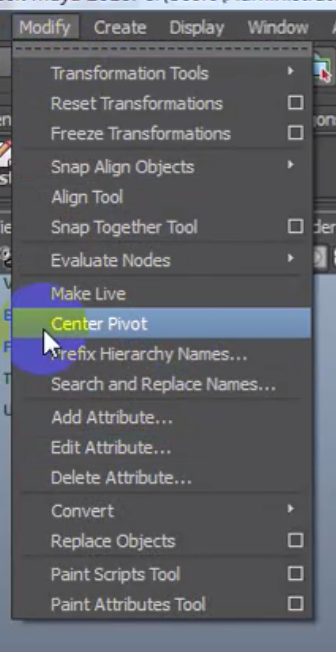 Modify Create Display Window
Transformation Tools
Reset Transformations
Freeze Transformations
Snap Align Objects
Align Tool
Snap Together Tool
Evaluate Nodes
Make Live
Center Pivot
Prefix Hierarchy Names...
Search and Replace Names...
Add Attribute...
Edit Attribute...
Delete Attribute...
Convert
Replace Objects
Paint Scripts Tool
Paint Attributes Tool